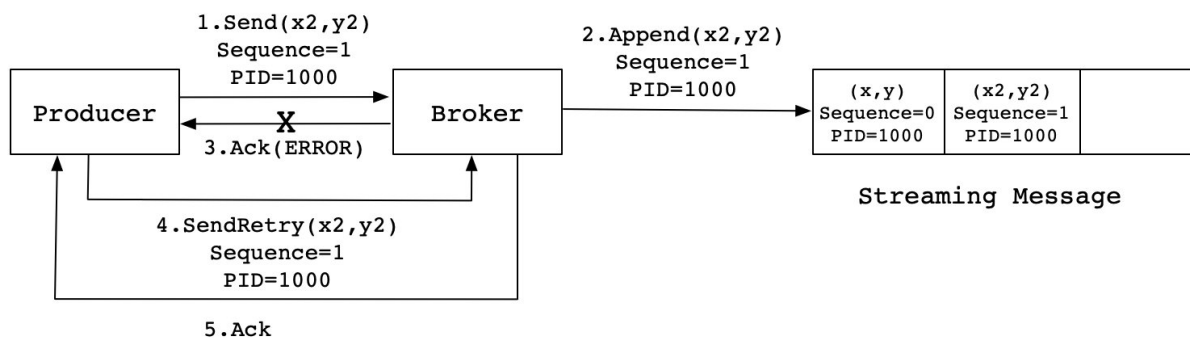 1.Send(x2,y2)
Sequence=1
PID=1000
2.Append(x2,y2)
Sequence=1
PID=1000
Producer
X
3.Ack(ERROR)
Broker
(x,y)
Sequence=0
PID=1000
(x2,y2)
Sequence=1
PID=1000
Streaming Message
4.SendRetry(x2,y2)
Sequence=1
PID=1000
5.Ack